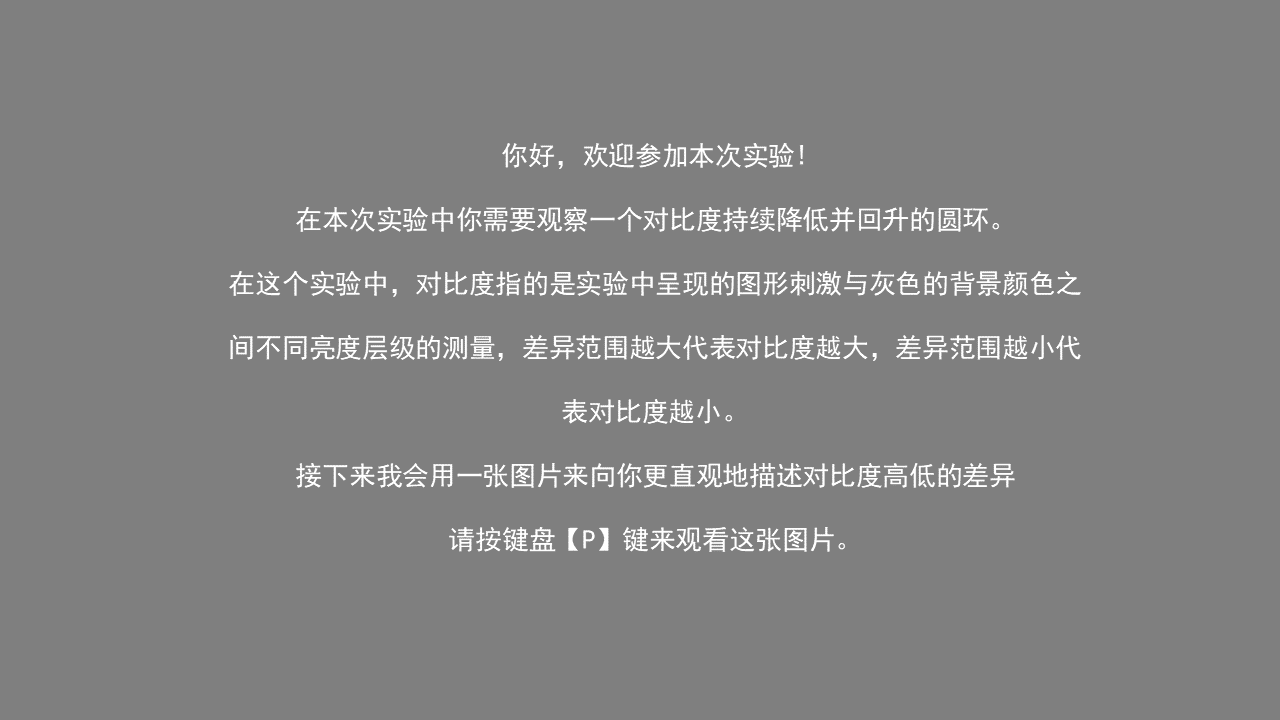 你好，欢迎参加本次实验！
在本次实验中你需要观察一个对比度持续降低并回升的圆环。
在这个实验中，对比度指的是实验中呈现的图形刺激与灰色的背景颜色之
间不同亮度层级的测量，差异范围越大代表对比度越大，差异范围越小代
表对比度越小。
接下来我会用一张图片来向你更直观地描述对比度高低的差异
请按键盘【P】键来观看这张图片。